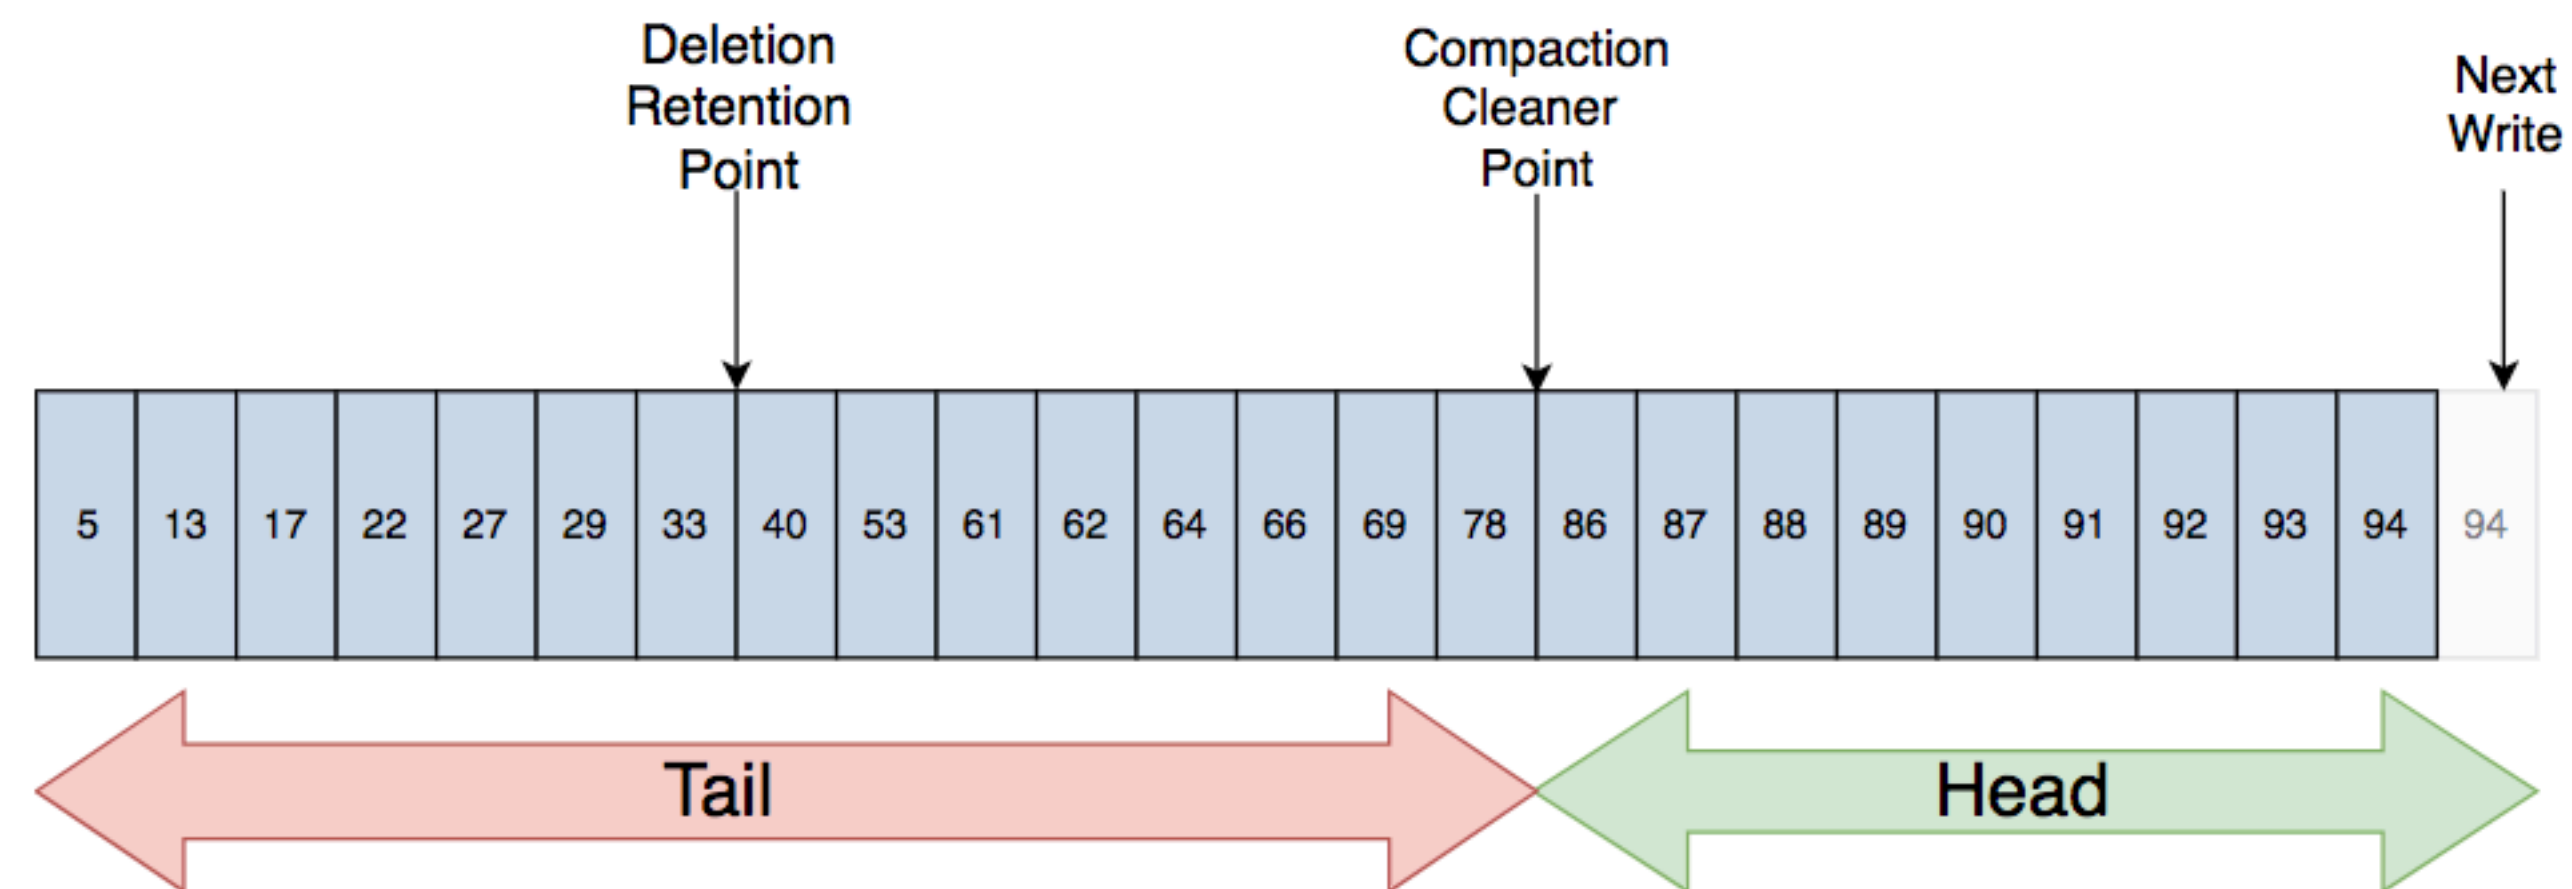 Deletion
Retention
Point
Compaction
Cleaner
Point
Next
Write
5 13 17 22 27 29 33 40 53 61 62 64 66 69 78 86 87 88 89 90 91 92 93 94 94
Tail
Head